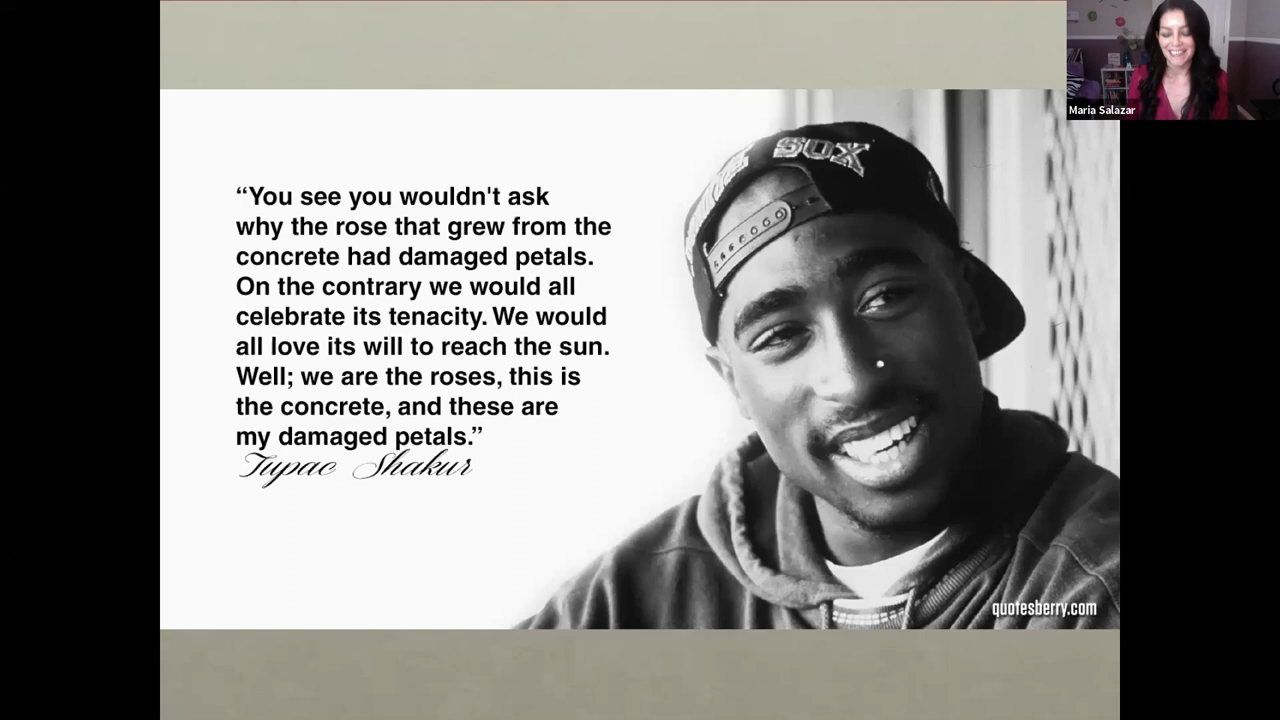 Maria Salazar
SOX
“You see you wouldn't ask
why the rose that grew from the
concrete had damaged petals.
On the contrary we would all
celebrate its tenacity. We would
all love its will to reach the sun.
Well; we are the roses, this is
the concrete, and these are
my damaged petals.”
Tupac Shakur
quotesberry.com